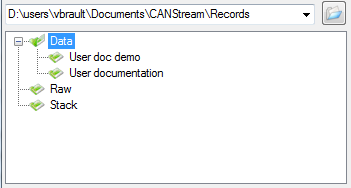 D:\users\vbrault\Documents\CANStream\Records
Data
User doc demo
User documentation
Raw
Stack